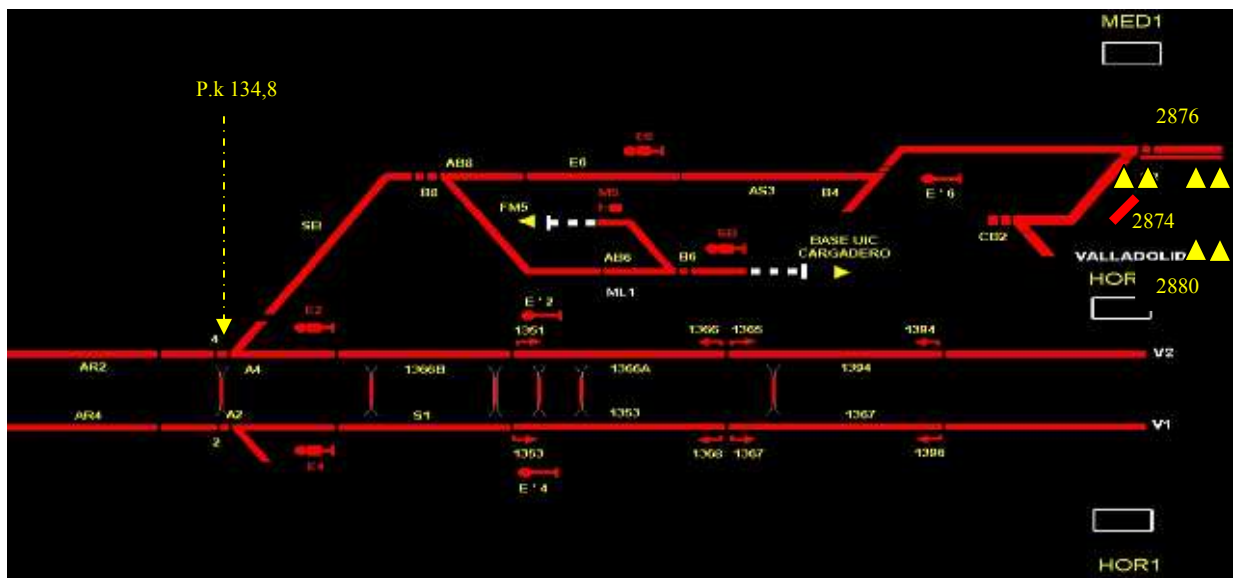 MED1
P.k 134,8
2876
E6
AB8
E6
B8
AS3
B4
E'6
M5
FM5
2874
SB
CB2
BASE UIC
CARGADERO
AB6
B6
VALLADOLID
ML1
HOR
2880
E'2
E2
1351
1366
1365
1394
4
V2
AR2
A4
1366B
1366A
1394
AR4
A2
S1
1353
1367
V1
2
E4
1353
1368
1367
1396
E'4
HOR1